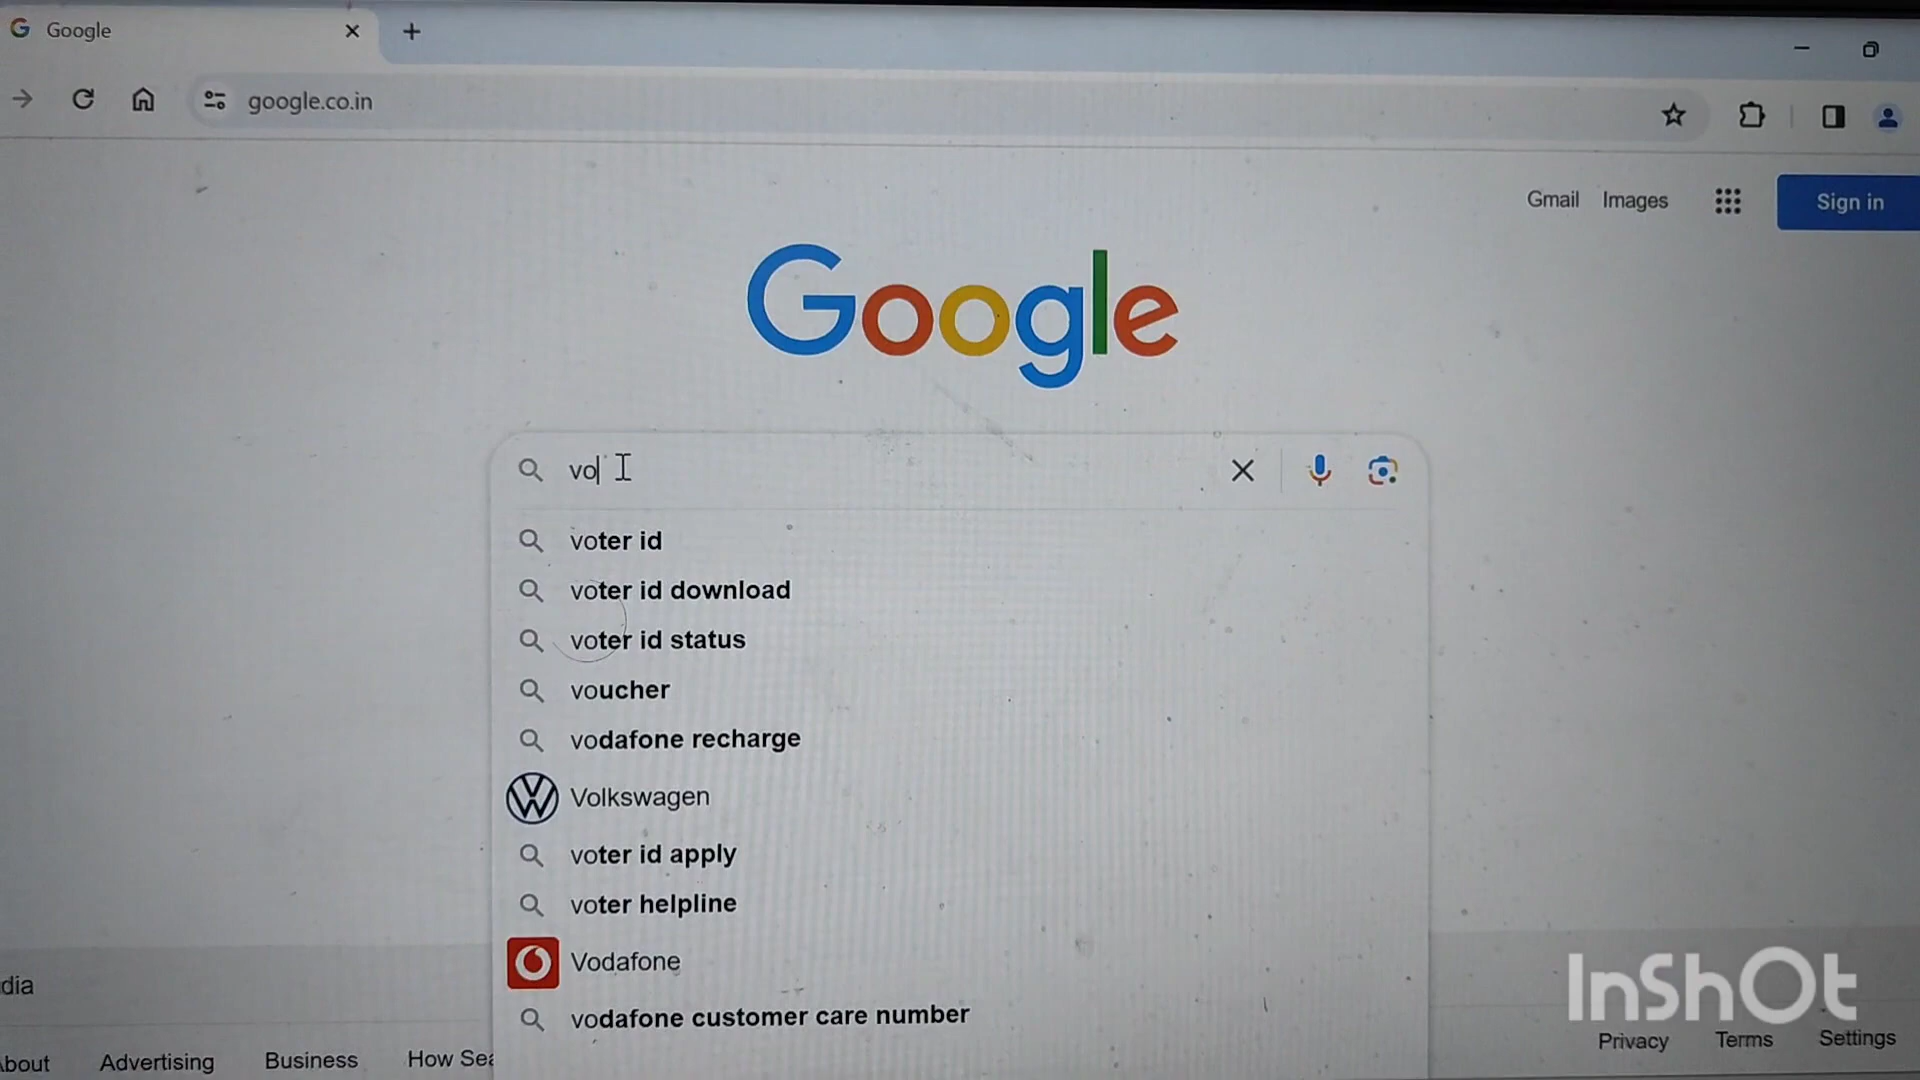 Google
google.co.in
Gmail Images Sign in
Google
vo
voter id
voter id download
voter id status
voucher
vodafone recharge
Volkswagen
voter id apply
voter helpline
Vodafone
vodafone customer care number
dia
About Advertising Business How Sea
Privacy Terms Settings
InShOt